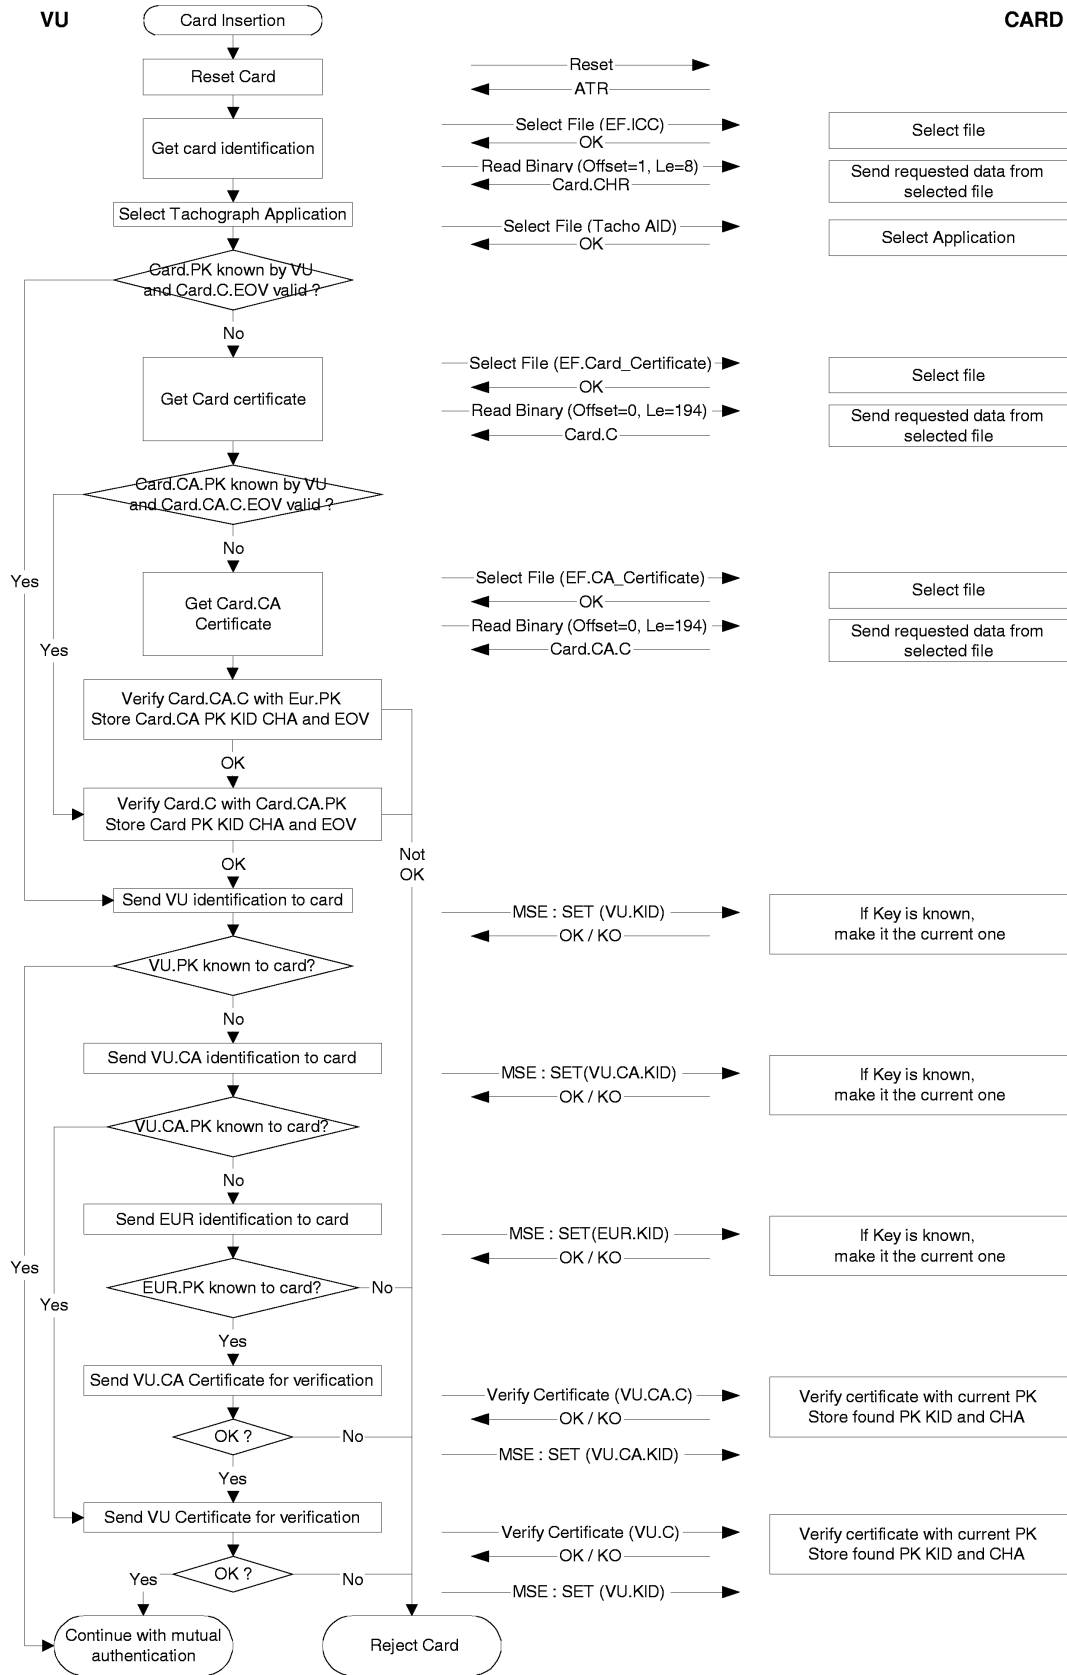 VU
Card Insertion
CARD
Reset Card
Reset
ATR
Get card identification
Select File (EF.ICC)
OK
Select file
Read Binary (Offset=1, Le=8)
Card.CHR
Send requested data from
selected file
Select Tachograph Application
Select File (Tacho AID)
OK
Select Application
Card.PK known by VU
and Card.C.EOV valid ?
No
Get Card certificate
Select File (EF.Card_Certificate)
OK
Select file
Read Binary (Offset=0, Le=194)
Card.C
Send requested data from
selected file
Card.CA.PK known by VU
and Card.CA.C.EOV valid ?
No
Yes
Get Card.CA
Certificate
Select File (EF.CA_Certificate)
OK
Select file
Read Binary (Offset=0, Le=194)
Card.CA.C
Send requested data from
selected file
Yes
Verify Card.CA.C with Eur.PK
Store Card.CA PK KID CHA and EOV
OK
Verify Card.C with Card.CA.PK
Store Card PK KID CHA and EOV
OK
Not
OK
Send VU identification to card
MSE : SET (VU.KID)
OK / KO
If Key is known,
make it the current one
VU.PK known to card?
No
Send VU.CA identification to card
MSE : SET(VU.CA.KID)
OK / KO
If Key is known,
make it the current one
VU.CA.PK known to card?
No
Send EUR identification to card
MSE : SET(EUR.KID)
OK / KO
If Key is known,
make it the current one
Yes
EUR.PK known to card?
No
Yes
Yes
Send VU.CA Certificate for verification
Verify Certificate (VU.CA.C)
OK / KO
Verify certificate with current PK
Store found PK KID and CHA
OK ?
No
MSE : SET (VU.CA.KID)
Yes
Send VU Certificate for verification
Verify Certificate (VU.C)
OK / KO
Verify certificate with current PK
Store found PK KID and CHA
OK ?
Yes
No
MSE : SET (VU.KID)
Continue with mutual
authentication
Reject Card